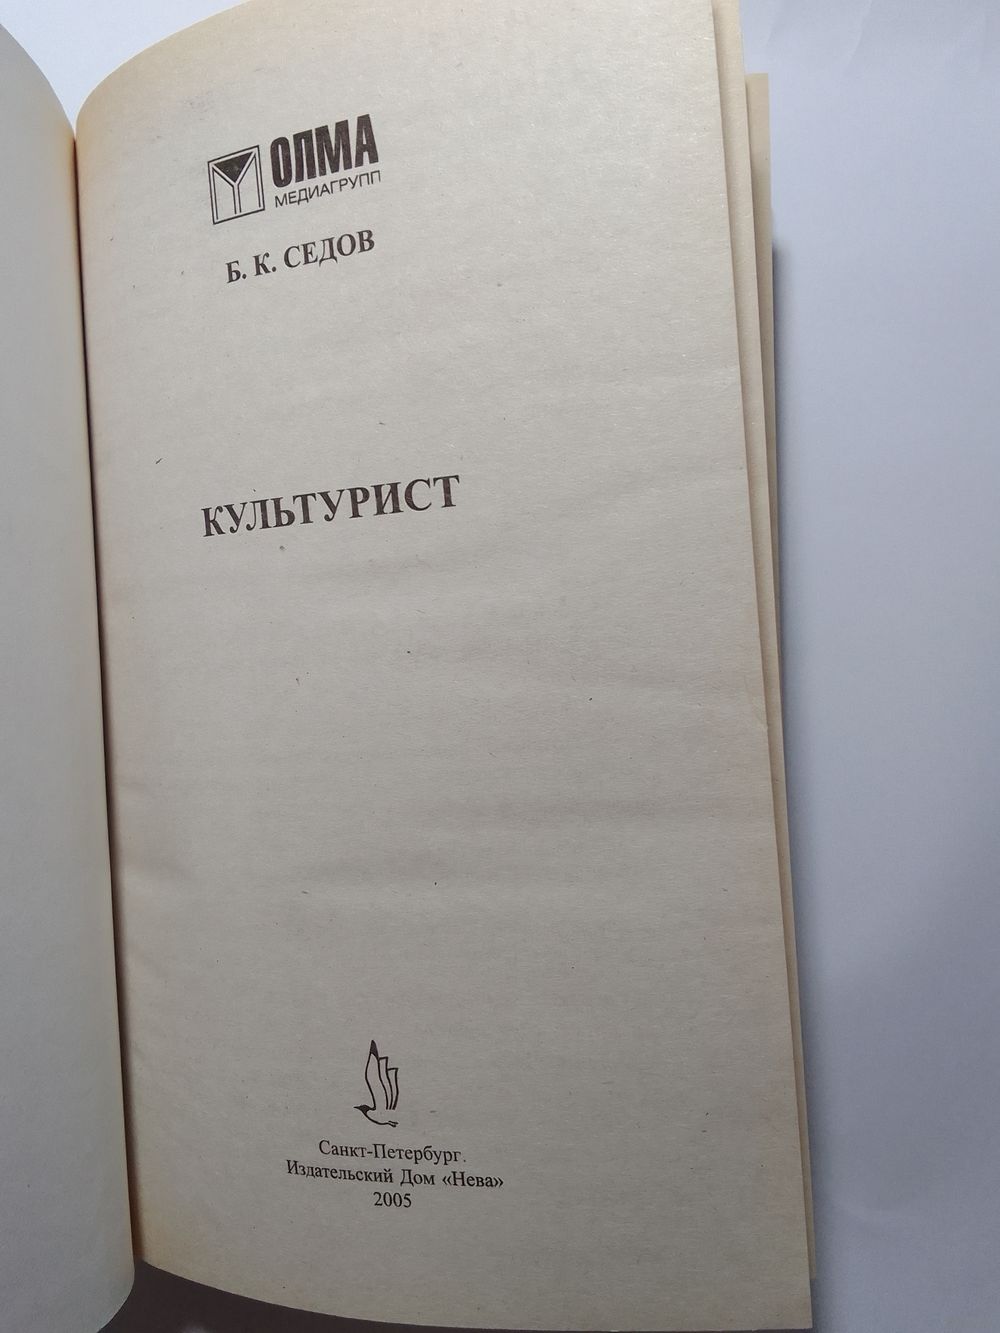 ОЛМА
МЕДИАГРУПП
Б. К. СЕДОВ
КУЛЬТУРИСТ
Санкт-Петербург
Издательский Дом «Нева»
2005